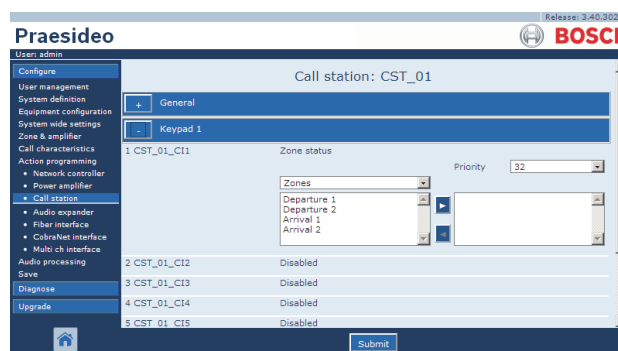 Release: 3.40.302
Praesideo
BOSCH
User: admin
Configure
User management
System definition
Equipment configuration
System wide settings
Zone & amplifier
Call characteristics
Action programming
• Network controller
• Power amplifier
• Call station
• Audio expander
• Fiber interface
• CobraNet interface
• Multi ch interface
Audio processing
Save
Diagnose
Upgrade
Call station: CST_01
+ General
- Keypad 1
1 CST_01_CI1 Zone status
Priority 32
Zones
Departure 1
Departure 2
Arrival 1
Arrival 2
2 CST_01_CI2 Disabled
3 CST_01_CI3 Disabled
4 CST_01_CI4 Disabled
5 CST_01_CI5 Disabled
Submit